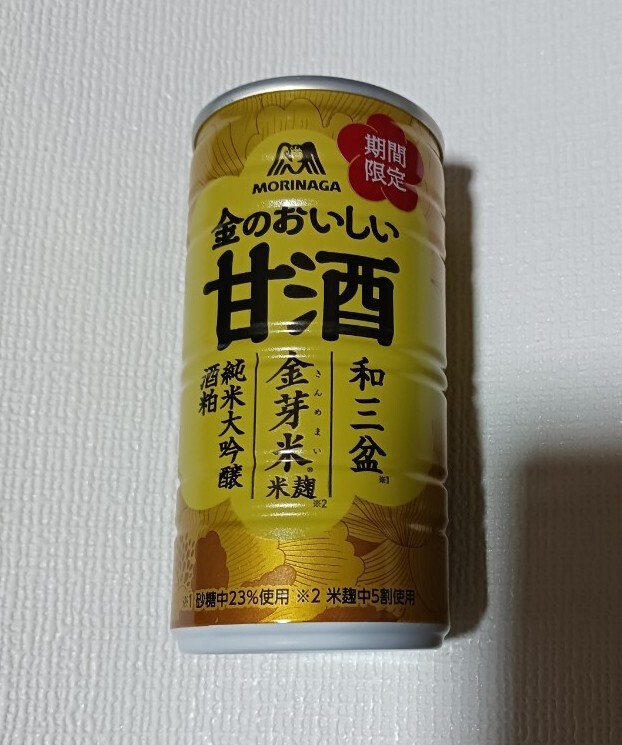 期間
限定
MORINAGA
金のおいしい
甘酒
和三盆※1
きんめまい
金芽米®
米麹※2
純米大吟醸
酒粕
※1 砂糖中23%使用 ※2 米麹中5割使用